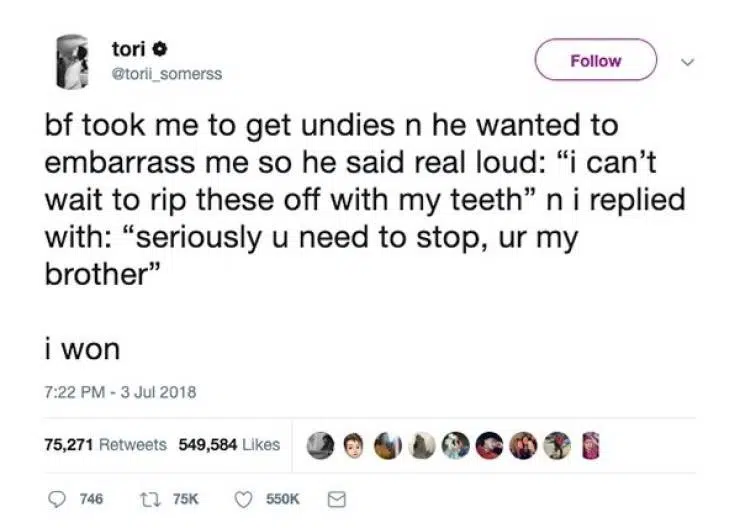 tori
@torii_somerss
Follow
bf took me to get undies n he wanted to
embarrass me so he said real loud: “i can’t
wait to rip these off with my teeth” n i replied
with: “seriously u need to stop, ur my
brother”
i won
7:22 PM - 3 Jul 2018
75,271 Retweets 549,584 Likes
746 75K 550K